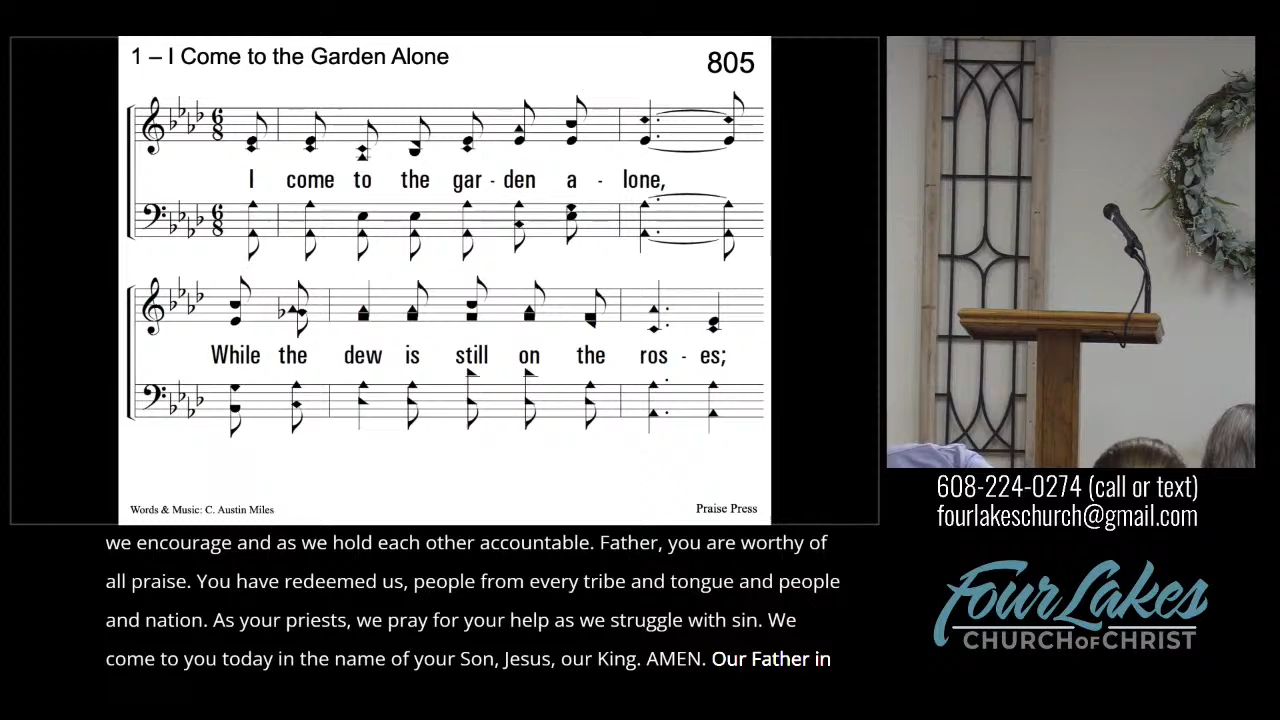 1 – I Come to the Garden Alone
805
6
8
I come to the gar - den a - lone,
6
8
While the dew is still on the ros - es;
Words & Music: C. Austin Miles
Praise Press
we encourage and as we hold each other accountable. Father, you are worthy of
all praise. You have redeemed us, people from every tribe and tongue and people
and nation. As your priests, we pray for your help as we struggle with sin. We
come to you today in the name of your Son, Jesus, our King. AMEN. Our Father in
608-224-0274 (call or text)
fourlakeschurch@gmail.com
Four Lakes
CHURCH OF CHRIST